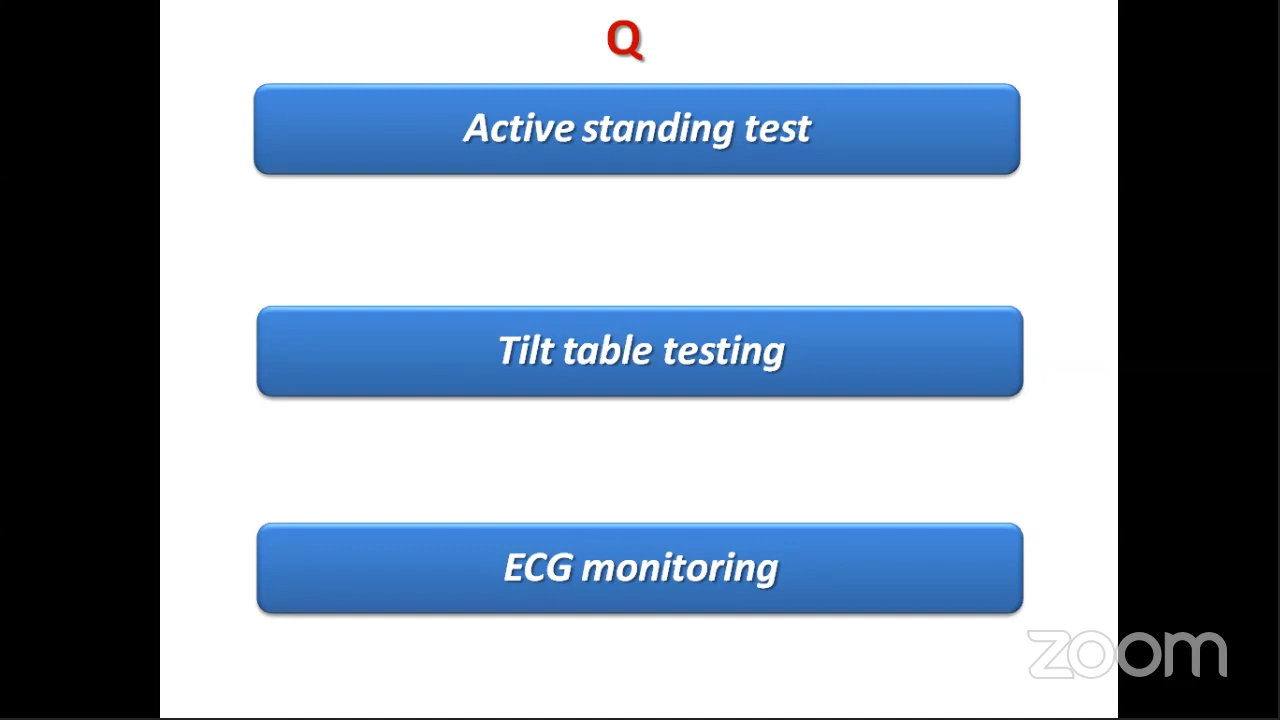 Q
Active standing test
Tilt table testing
ECG monitoring
zoom